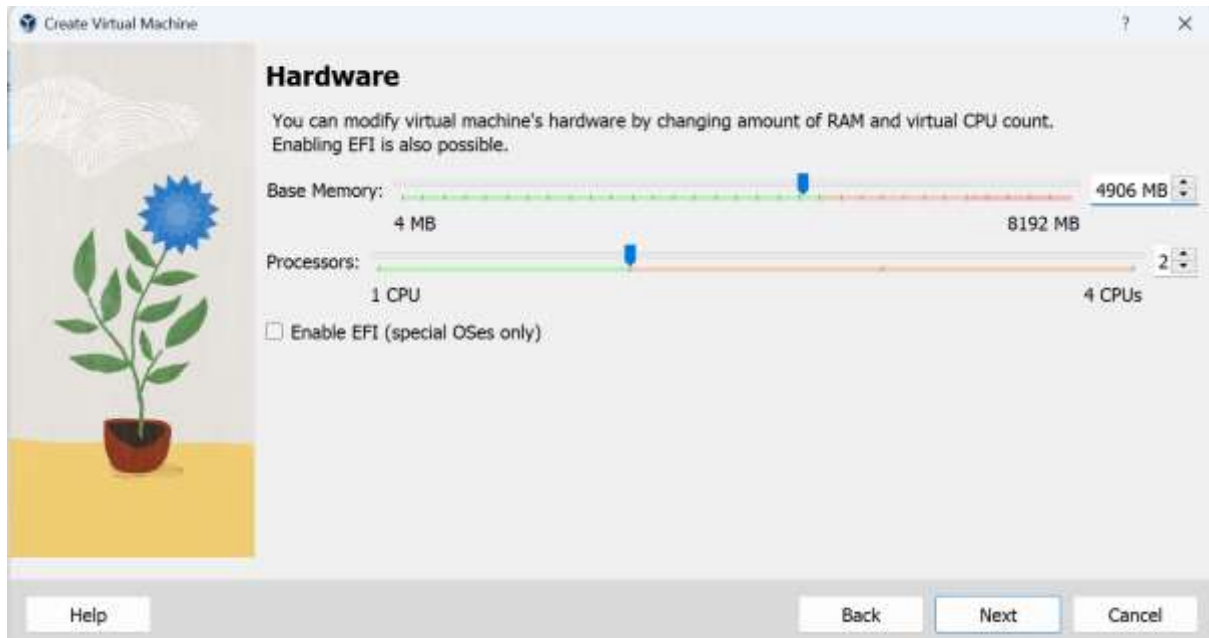 Create Virtual Machine
?
Hardware
You can modify virtual machine's hardware by changing amount of RAM and virtual CPU count.
Enabling EFI is also possible.
Base Memory: 4906 MB
4 MB 8192 MB
Processors: 2
1 CPU 4 CPUs
Enable EFI (special OSes only)
Help Back Next Cancel